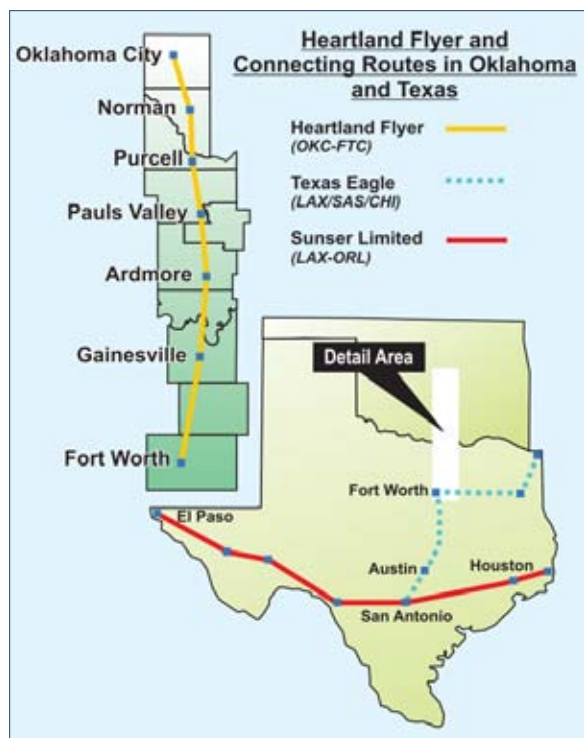 Heartland Flyer and
Connecting Routes in Oklahoma
and Texas
Heartland Flyer
(OKC-FTC)
Texas Eagle
(LAX/SAS/CHI)
Sunser Limited
(LAX-ORL)
Oklahoma City
Norman
Purcell
Pauls Valley
Ardmore
Gainesville
Fort Worth
Detail Area
Fort Worth
El Paso
Austin
Houston
San Antonio